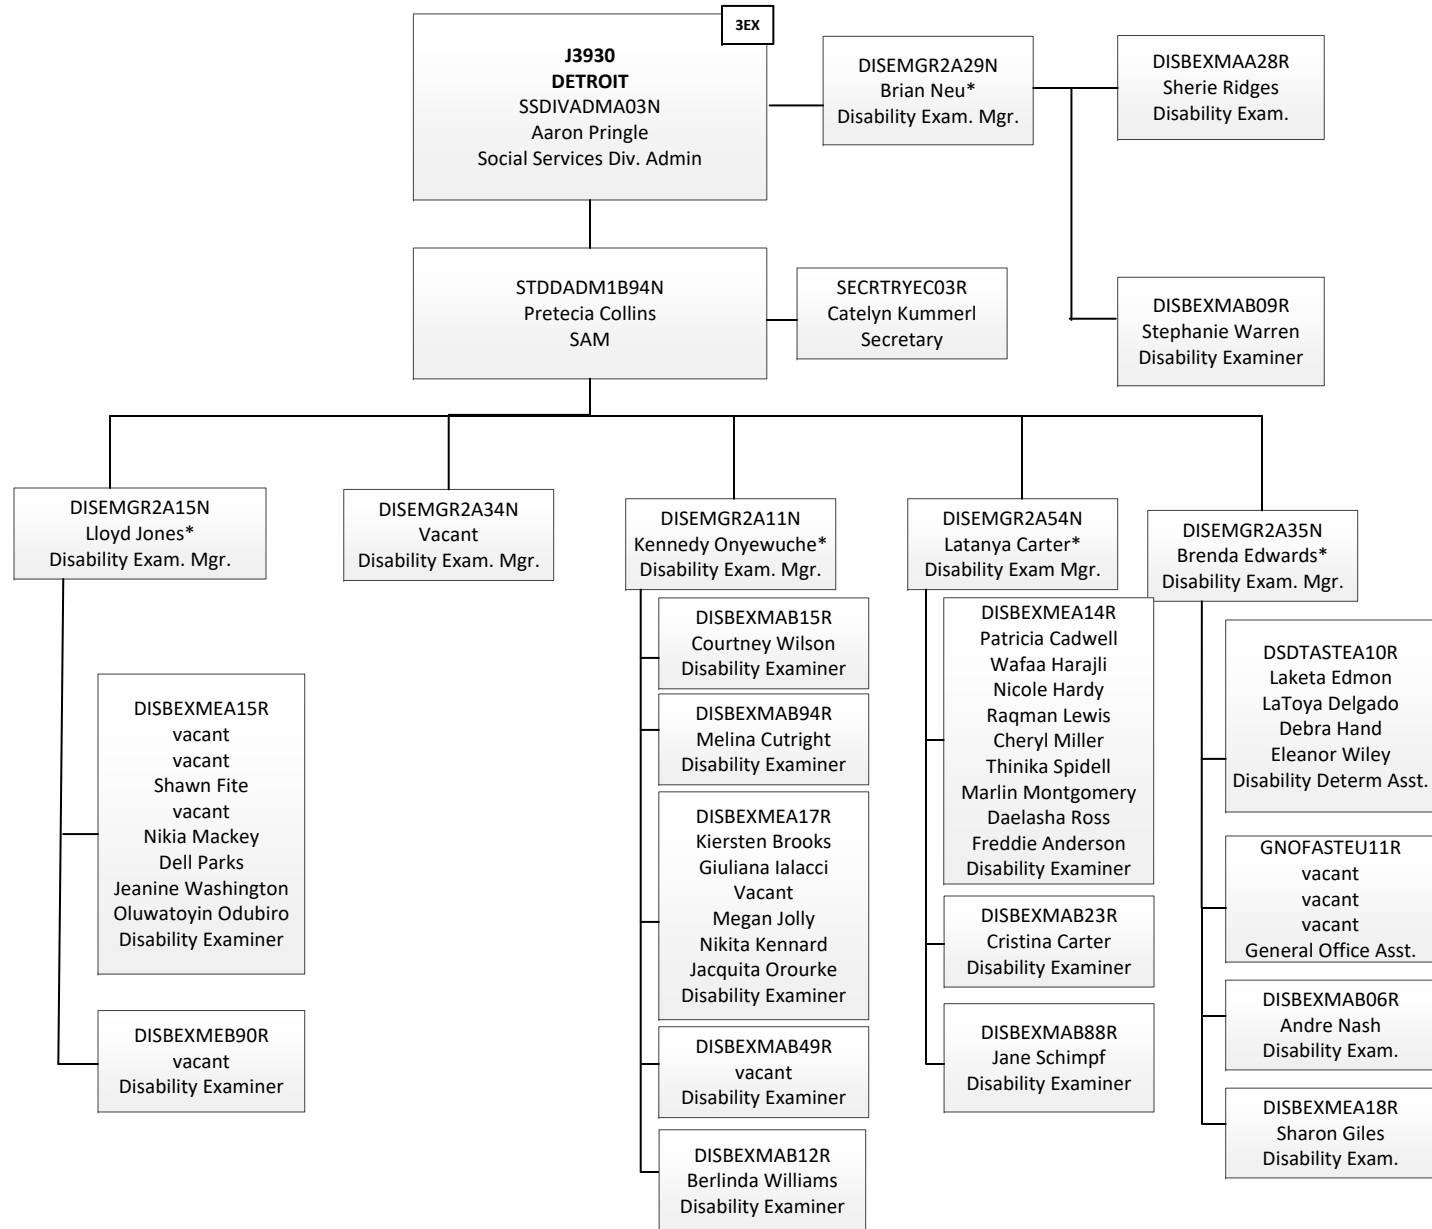 3EX
J3930
DETROIT
SSDIVADMA03N
Aaron Pringle
Social Services Div. Admin
DISEMGR2A29N
Brian Neu*
Disability Exam. Mgr.
DISBEXMAA28R
Sherie Ridges
Disability Exam.
STDDADM1B94N
Pretecia Collins
SAM
SECRTRYEC03R
Catelyn Kummerl
Secretary
DISBEXMAB09R
Stephanie Warren
Disability Examiner
DISEMGR2A15N
Lloyd Jones*
Disability Exam. Mgr.
DISEMGR2A34N
Vacant
Disability Exam. Mgr.
DISEMGR2A11N
Kennedy Onyewuche*
Disability Exam. Mgr.
DISEMGR2A54N
Latanya Carter*
Disability Exam Mgr.
DISEMGR2A35N
Brenda Edwards*
Disability Exam. Mgr.
DISBEXMEA15R
vacant
vacant
Shawn Fite
vacant
Nikia Mackey
Dell Parks
Jeanine Washington
Oluwatoyin Odubiro
Disability Examiner
DISBEXMEB90R
vacant
Disability Examiner
DISBEXMAB15R
Courtney Wilson
Disability Examiner
DISBEXMAB94R
Melina Cutright
Disability Examiner
DISBEXMEA17R
Kiersten Brooks
Giuliana Ialacci
Vacant
Megan Jolly
Nikita Kennard
Jacquita Orourke
Disability Examiner
DISBEXMAB49R
vacant
Disability Examiner
DISBEXMAB12R
Berlinda Williams
Disability Examiner
DISBEXMEA14R
Patricia Cadwell
Wafaa Harajli
Nicole Hardy
Raqman Lewis
Cheryl Miller
Thinika Spidell
Marlin Montgomery
Daelasha Ross
Freddie Anderson
Disability Examiner
DISBEXMAB23R
Cristina Carter
Disability Examiner
DISBEXMAB88R
Jane Schimpf
Disability Examiner
DSDTASTEA10R
Laketa Edmon
LaToya Delgado
Debra Hand
Eleanor Wiley
Disability Determ Asst.
GNOFASTEU11R
vacant
vacant
vacant
General Office Asst.
DISBEXMAB06R
Andre Nash
Disability Exam.
DISBEXMEA18R
Sharon Giles
Disability Exam.